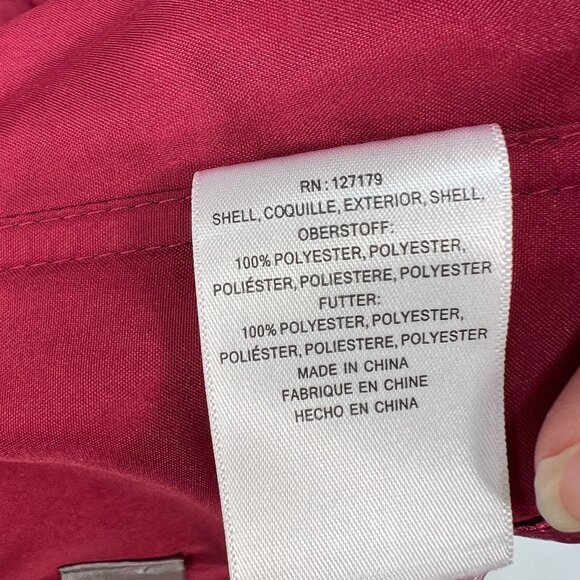 RN: 127179
SHELL, COQUILLE, EXTERIOR, SHELL,
OBERSTOFF:
100% POLYESTER, POLYESTER,
POLIÉSTER, POLIESTERE, POLYESTER
FUTTER:
100% POLYESTER, POLYESTER,
POLIÉSTER, POLIESTERE, POLYESTER
MADE IN CHINA
FABRIQUE EN CHINE
HECHO EN CHINA